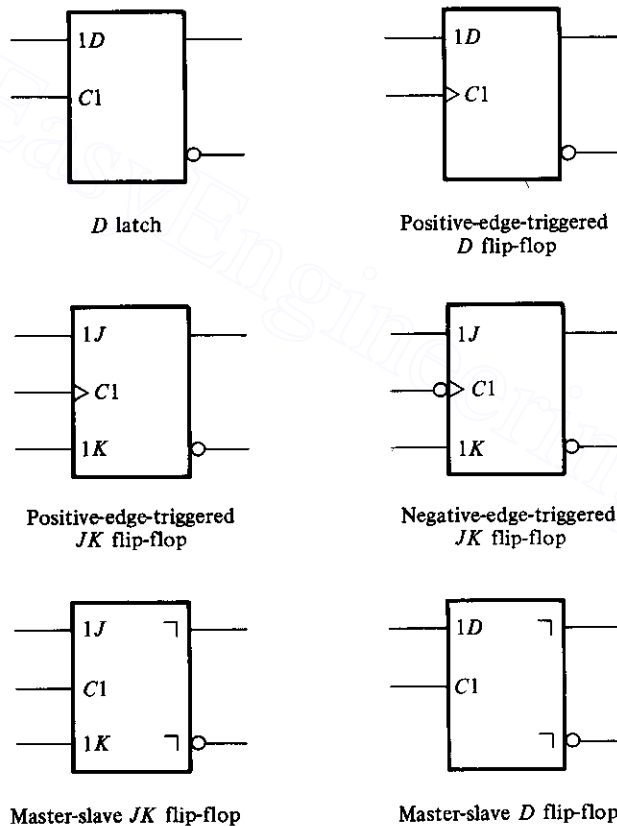 1D
C1
D latch
1D
C1
Positive-edge-triggered
D flip-flop
1J
C1
1K
Positive-edge-triggered
JK flip-flop
1J
C1
1K
Negative-edge-triggered
JK flip-flop
1J
C1
1K
Master-slave JK flip-flop
1D
C1
Master-slave D flip-flop
EasyEngineerin